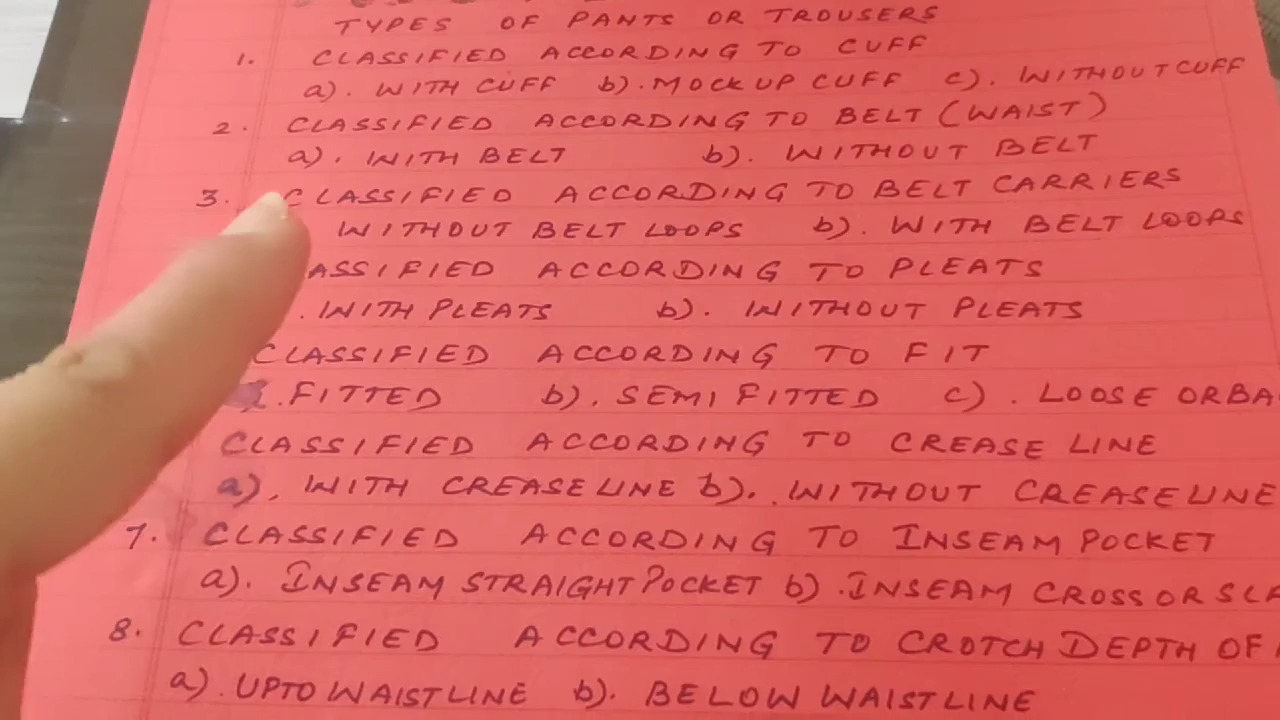 TYPES OF PANTS OR TROUSERS
1. CLASSIFIED ACCORDING TO CUFF
a). WITH CUFF b). MOCK UP CUFF c). WITHOUT CUFF
2. CLASSIFIED ACCORDING TO BELT (WAIST)
a). WITH BELT b). WITHOUT BELT
3. CLASSIFIED ACCORDING TO BELT CARRIERS
WITHOUT BELT LOOPS b). WITH BELT LOOPS
ASSIFIED ACCORDING TO PLEATS
. WITH PLEATS b). WITHOUT PLEATS
CLASSIFIED ACCORDING TO FIT
. FITTED b). SEMI FITTED c). LOOSE OR BA
CLASSIFIED ACCORDING TO CREASE LINE
a). WITH CREASE LINE b). WITHOUT CREASE LINE
7. CLASSIFIED ACCORDING TO INSEAM POCKET
a). INSEAM STRAIGHT POCKET b). INSEAM CROSS OR SLA
8. CLASSIFIED ACCORDING TO CROTCH DEPTH OF
a). UPTO WAISTLINE b). BELOW WAISTLINE